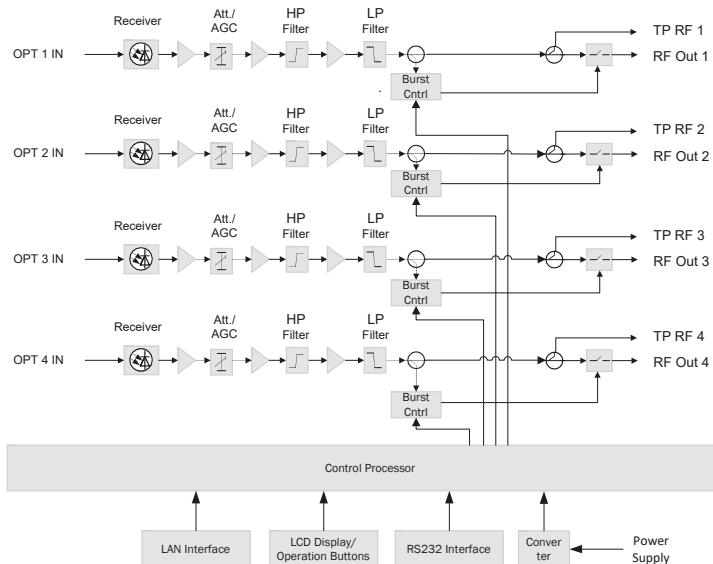 Receiver
Att./
AGC
HP
Filter
LP
Filter
TP RF 1
OPT 1 IN
RF Out 1
Burst
Cntrl
Receiver
Att./
AGC
HP
Filter
LP
Filter
TP RF 2
OPT 2 IN
RF Out 2
Burst
Cntrl
Receiver
Att./
AGC
HP
Filter
LP
Filter
TP RF 3
OPT 3 IN
RF Out 3
Burst
Cntrl
Receiver
Att./
AGC
HP
Filter
LP
Filter
TP RF 4
OPT 4 IN
RF Out 4
Burst
Cntrl
Control Processor
LAN Interface
LCD Display/
Operation Buttons
RS232 Interface
Conver
ter
Power
Supply